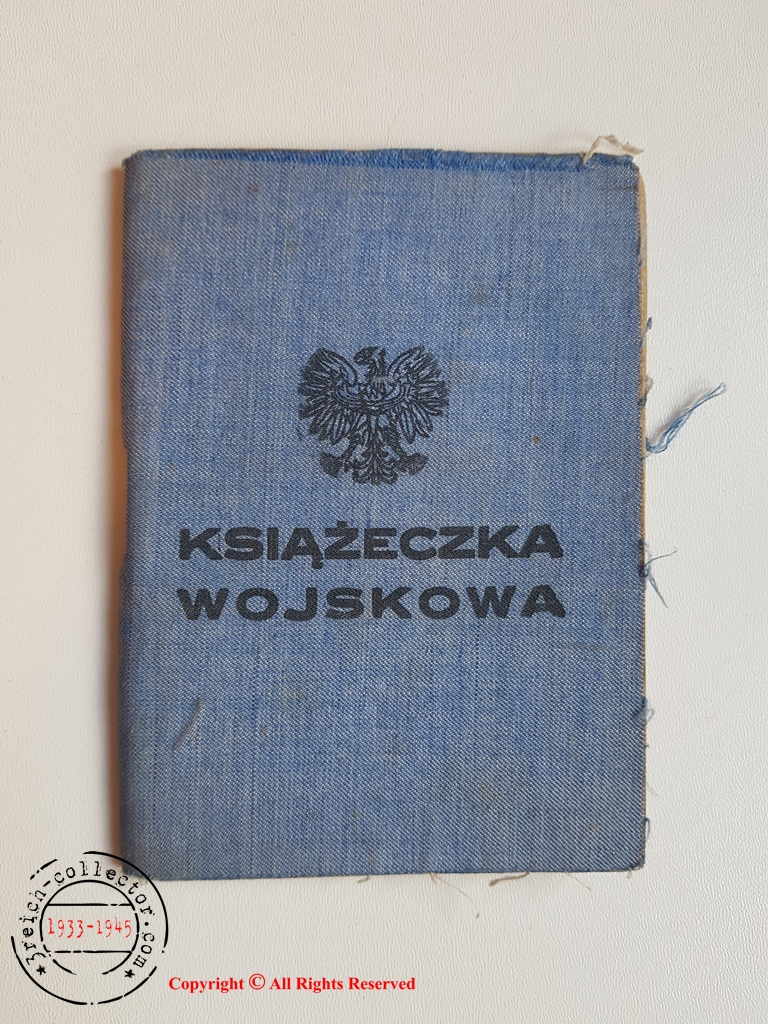 KSIĄŻECZKA
WOJSKOWA
3reich-collector.com
1933-1945
Copyright © All Rights Reserved